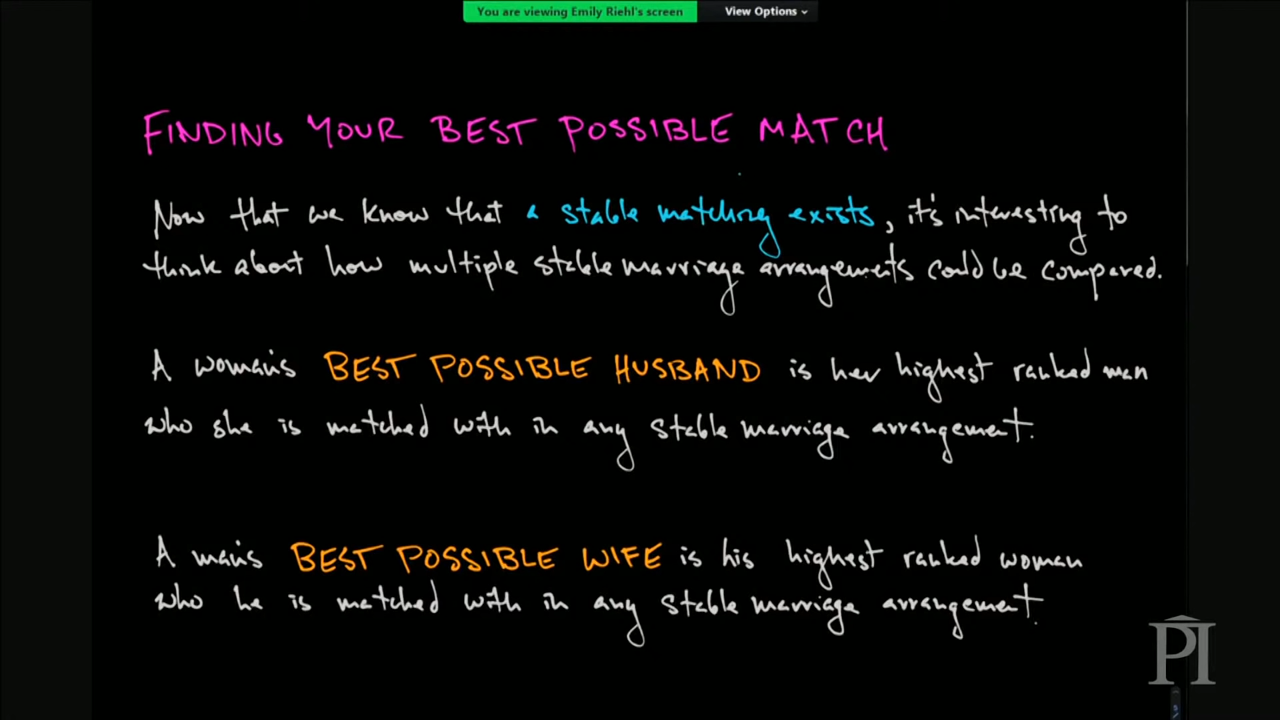 You are viewing Emily Riehl's screen View Options
FINDING YOUR BEST POSSIBLE MATCH
Now that we know that a stable matching exists, it's interesting to
think about how multiple stable marriage arrangements could be compared.
A woman's BEST POSSIBLE HUSBAND is her highest ranked man
who she is matched with in any stable marriage arrangement.
A man's BEST POSSIBLE WIFE is his highest ranked woman
who he is matched with in any stable marriage arrangement.
PI